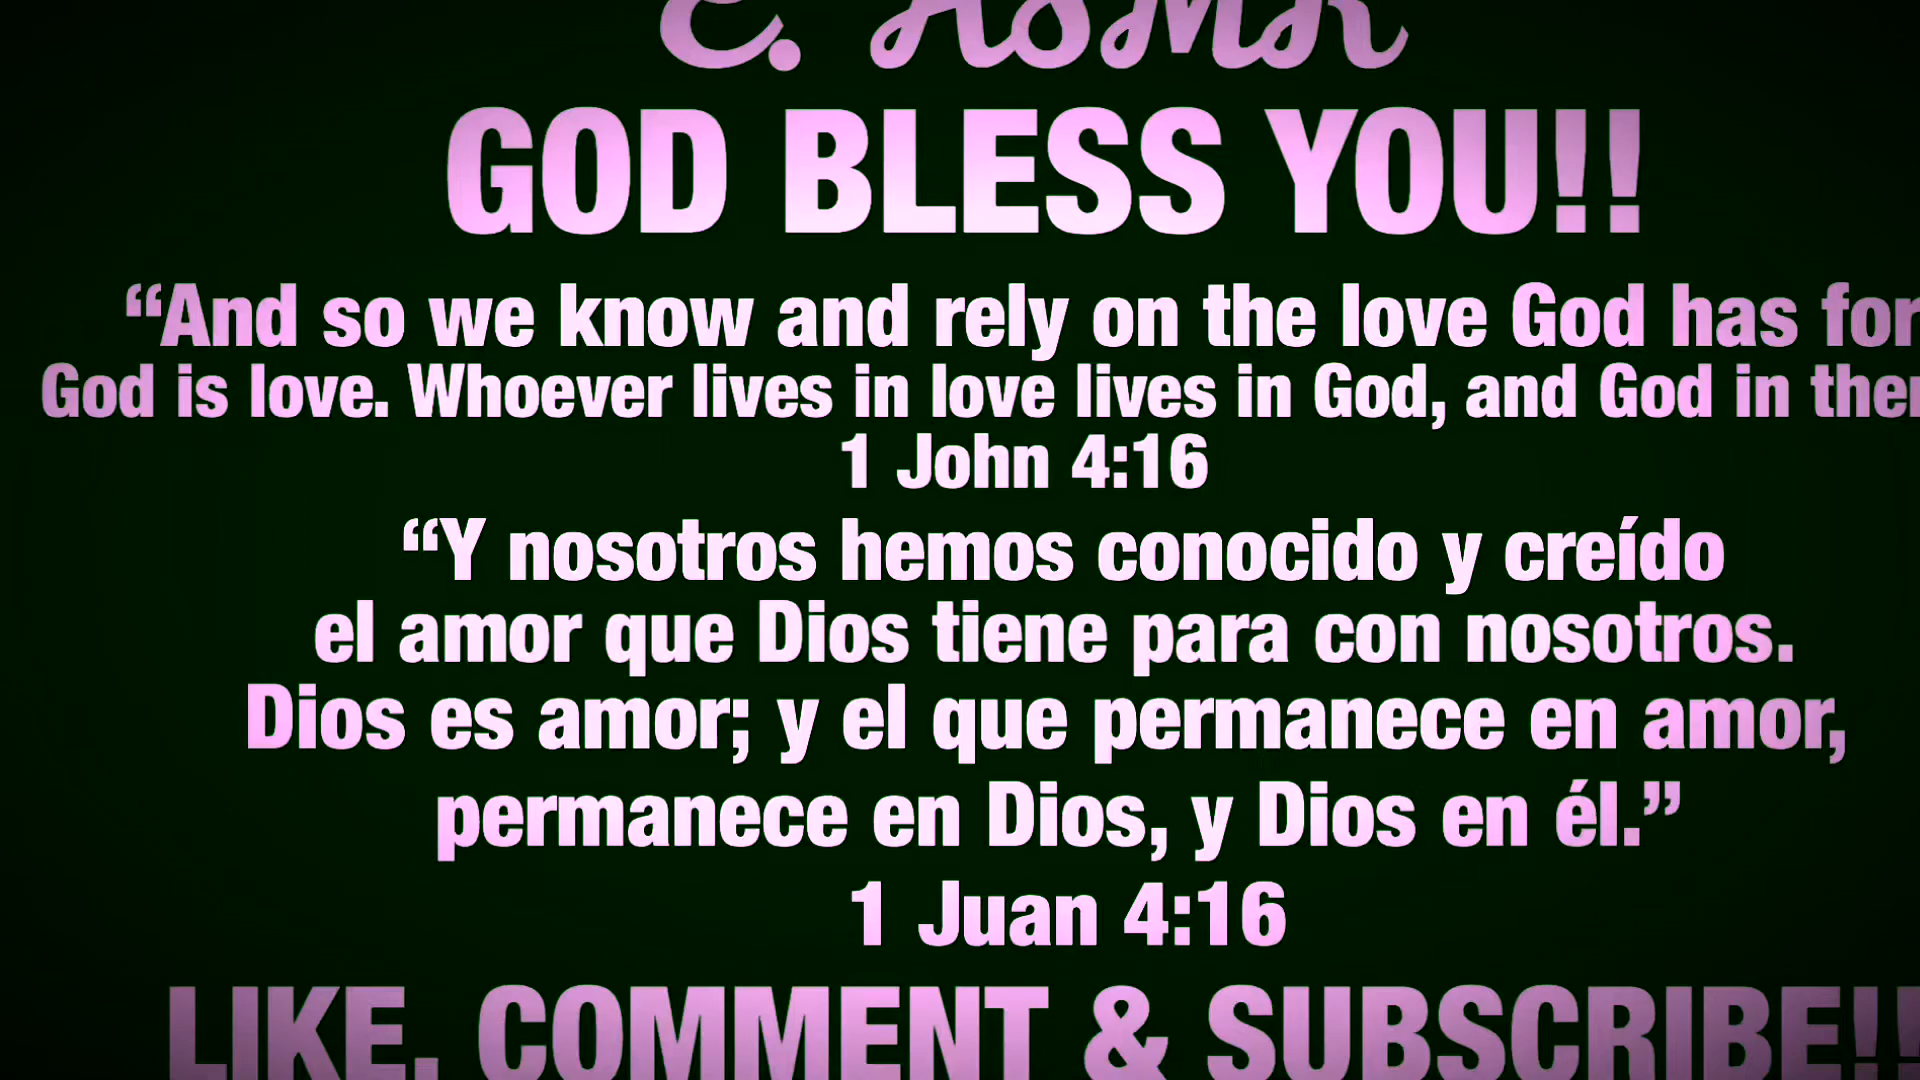 E. ASMR
GOD BLESS YOU!!
“And so we know and rely on the love God has for
God is love. Whoever lives in love lives in God, and God in
1 John 4:16
“Y nosotros hemos conocido y creído
el amor que Dios tiene para con nosotros.
Dios es amor; y el que permanece en amor,
permanece en Dios, y Dios en él.”
1 Juan 4:16
LIKE, COMMENT & SUBSCRIBE!!